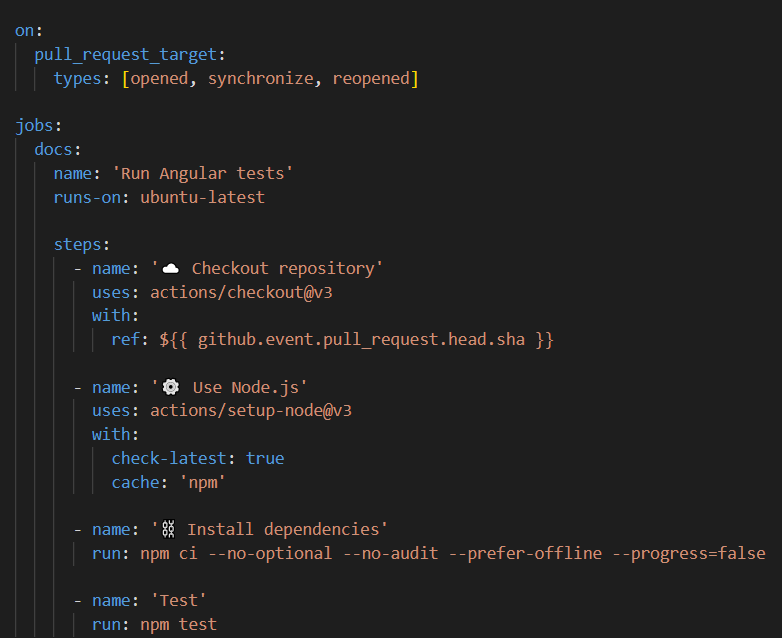 on:
pull_request_target:
types: [opened, synchronize, reopened]
jobs:
docs:
name: 'Run Angular tests'
runs-on: ubuntu-latest
steps:
- name: '☁ Checkout repository'
uses: actions/checkout@v3
with:
ref: ${{ github.event.pull_request.head.sha }}
- name: '⚙ Use Node.js'
uses: actions/setup-node@v3
with:
check-latest: true
cache: 'npm'
- name: '⛓ Install dependencies'
run: npm ci --no-optional --no-audit --prefer-offline --progress=false
- name: 'Test'
run: npm test